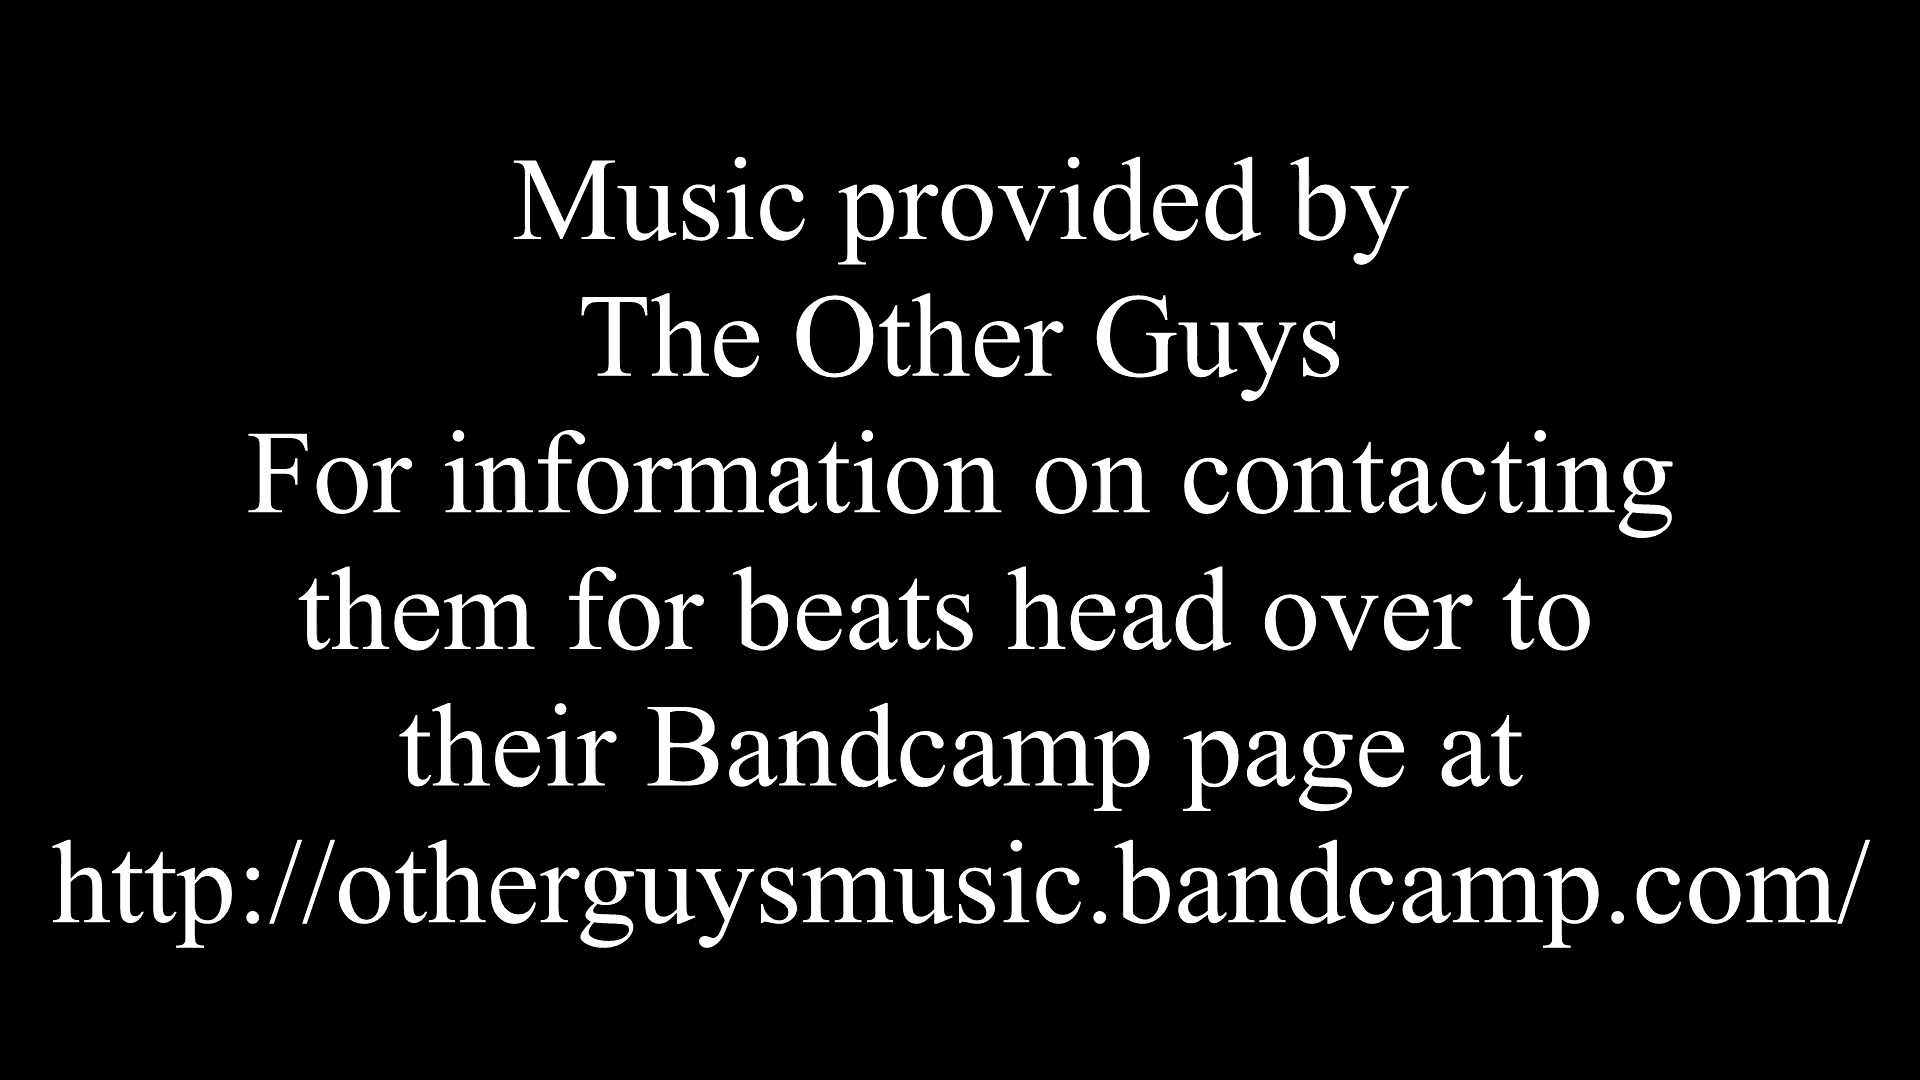 Music provided by
The Other Guys
For information on contacting
them for beats head over to
their Bandcamp page at
http://otherguysmusic.bandcamp.com/